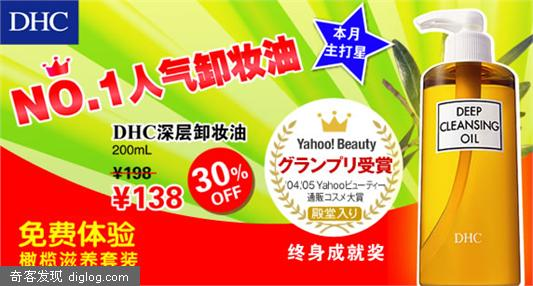 DHC
本月
主打星
NO.1人气卸妆油
DHC深层卸妆油
200mL
¥198
¥138
30%
OFF
Yahoo! Beauty
グランプリ受賞
'04.'05 Yahooビューティー
通販コスメ大賞
殿堂入り
终身成就奖
免费体验
橄榄滋养套装
奇客发现 diglog.com
DHC
DEEP
CLEANSING
OIL
DHC